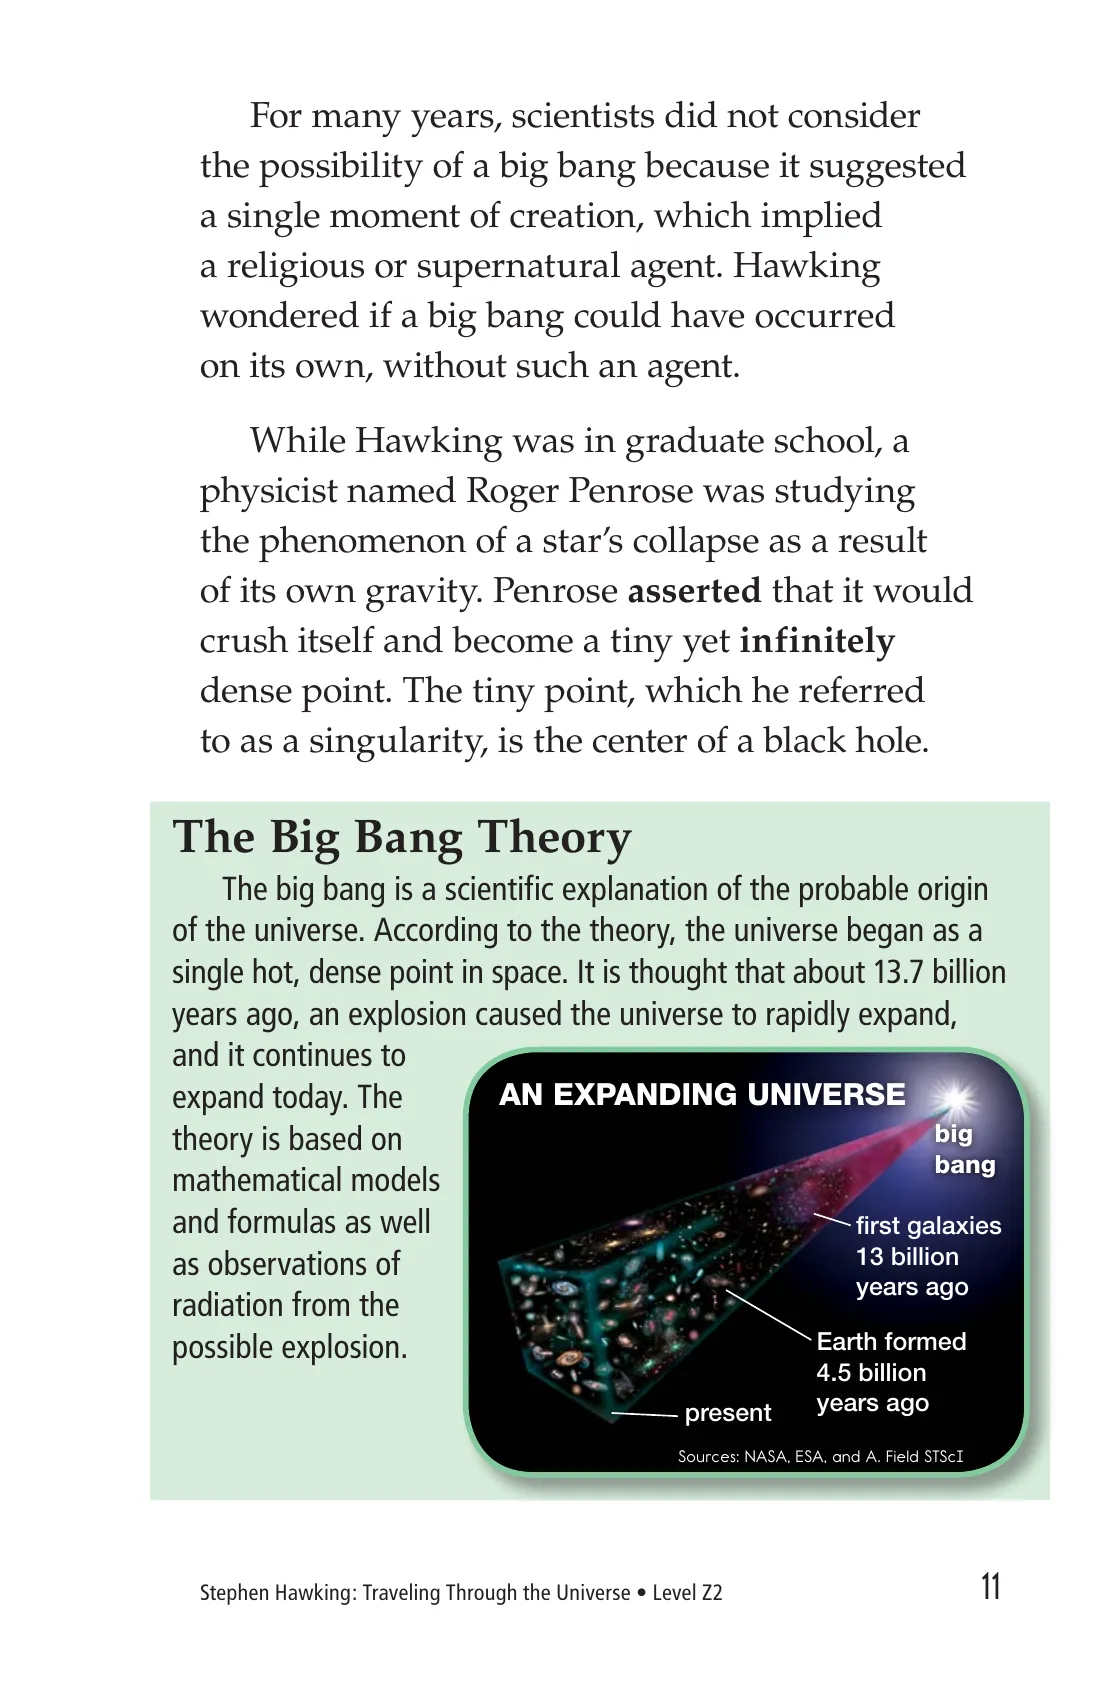 For many years, scientists did not consider
the possibility of a big bang because it suggested
a single moment of creation, which implied
a religious or supernatural agent. Hawking
wondered if a big bang could have occurred
on its own, without such an agent.
While Hawking was in graduate school, a
physicist named Roger Penrose was studying
the phenomenon of a star’s collapse as a result
of its own gravity. Penrose asserted that it would
crush itself and become a tiny yet infinitely
dense point. The tiny point, which he referred
to as a singularity, is the center of a black hole.
The Big Bang Theory
The big bang is a scientific explanation of the probable origin
of the universe. According to the theory, the universe began as a
single hot, dense point in space. It is thought that about 13.7 billion
years ago, an explosion caused the universe to rapidly expand,
and it continues to
expand today. The
theory is based on
mathematical models
and formulas as well
as observations of
radiation from the
possible explosion.
AN EXPANDING UNIVERSE
big
bang
first galaxies
13 billion
years ago
Earth formed
4.5 billion
years ago
present
Sources: NASA, ESA, and A. Field STScI
Stephen Hawking: Traveling Through the Universe • Level Z2
11